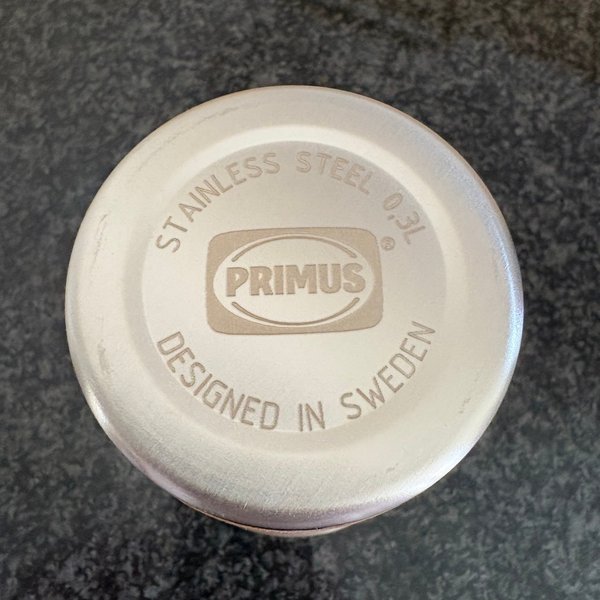 STAINLESS STEEL 0,3L
PRIMUS®
DESIGNED IN SWEDEN